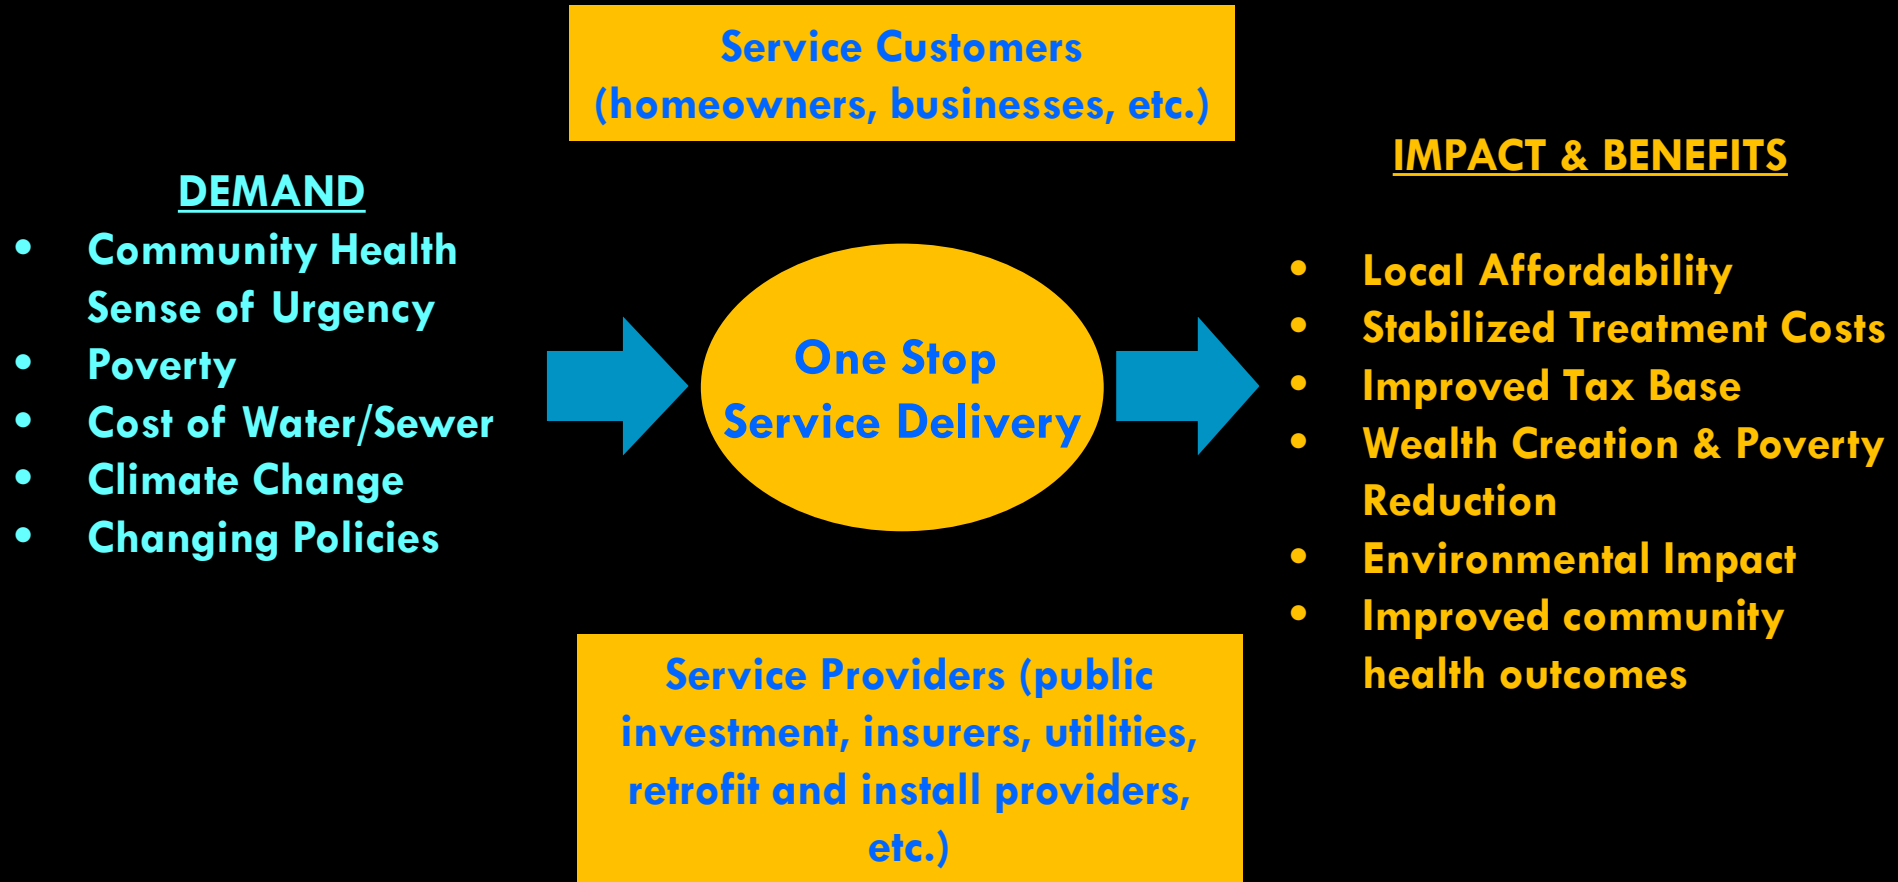 Service Customers
(homeowners, businesses, etc.)
DEMAND
• Community Health
Sense of Urgency
• Poverty
• Cost of Water/Sewer
• Climate Change
• Changing Policies
One Stop
Service Delivery
Service Providers (public
investment, insurers, utilities,
retrofit and install providers,
etc.)
IMPACT & BENEFITS
• Local Affordability
• Stabilized Treatment Costs
• Improved Tax Base
• Wealth Creation & Poverty
Reduction
• Environmental Impact
• Improved community
health outcomes